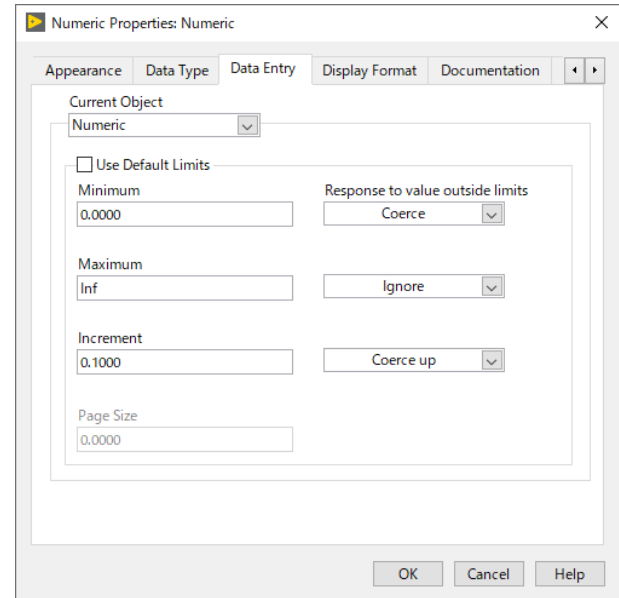 Numeric Properties: Numeric
Appearance Data Type Data Entry Display Format Documentation
Current Object
Numeric
Use Default Limits
Minimum Response to value outside limits
0.0000 Coerce
Maximum
Inf Ignore
Increment
0.1000 Coerce up
Page Size
0.0000
OK Cancel Help